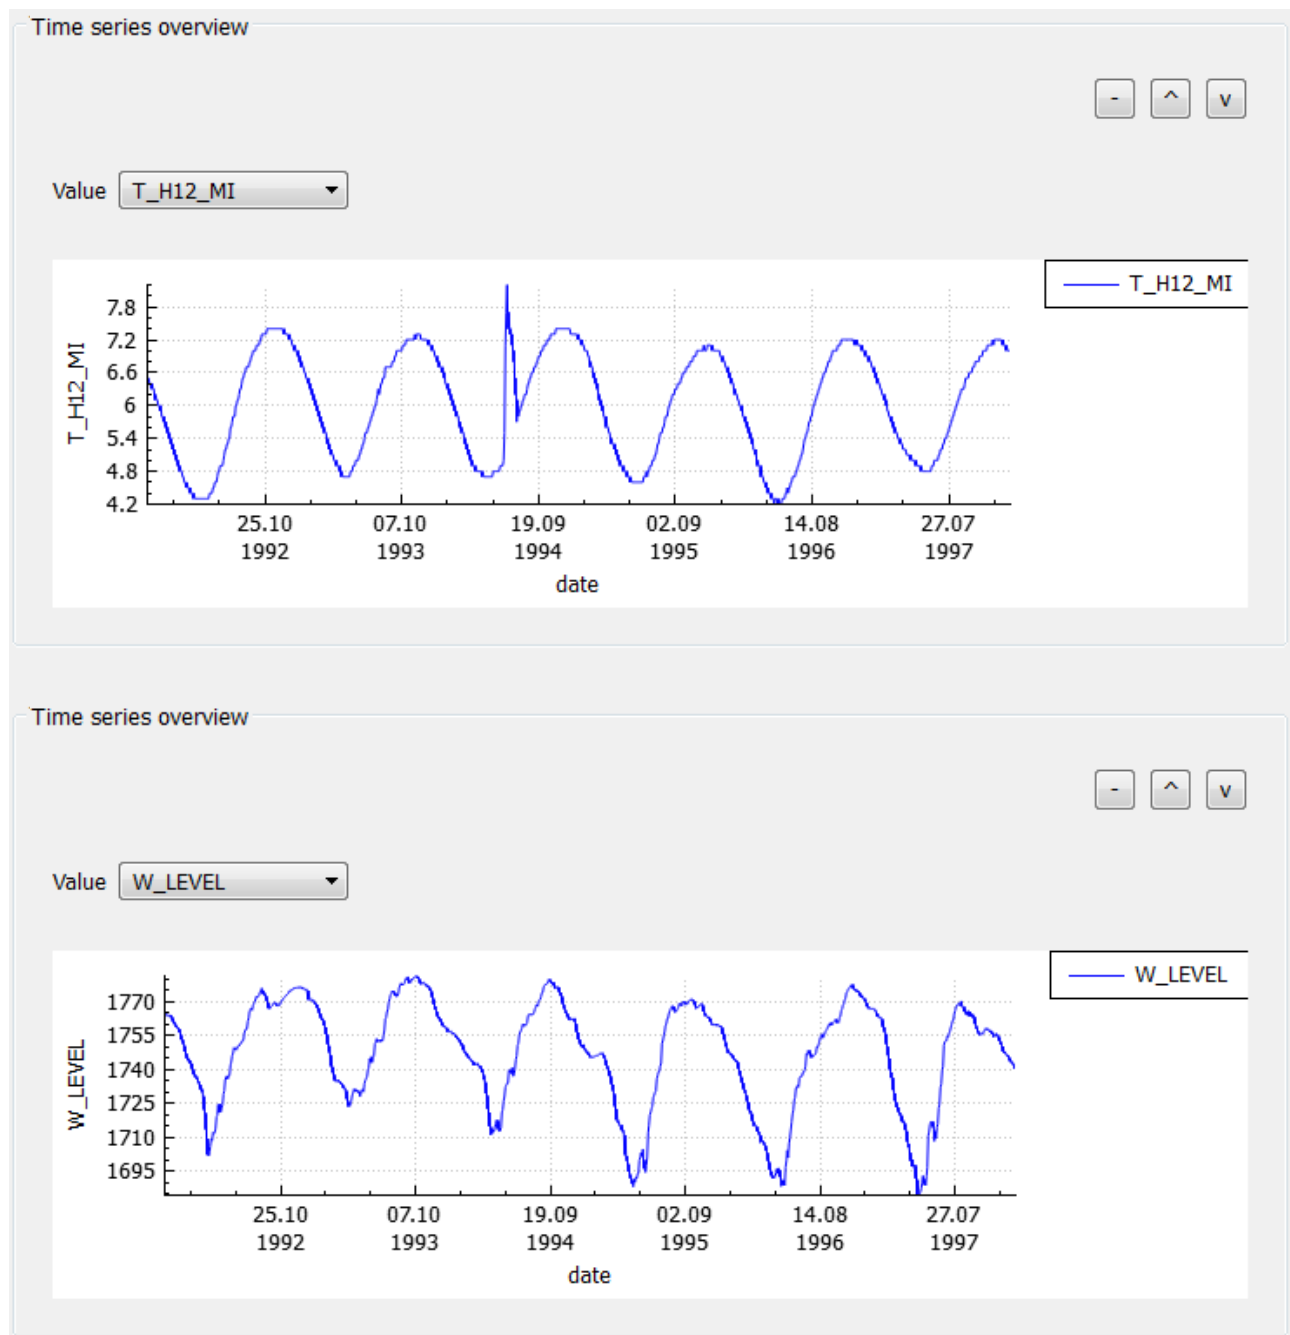 Time series overview
- ^ v
Value T_H12_MI
T_H12_MI
T_H12_MI
7.8
7.2
6.6
6
5.4
4.8
4.2
25.10 07.10 19.09 02.09 14.08 27.07
1992 1993 1994 1995 1996 1997
date
Time series overview
- ^ v
Value W_LEVEL
W_LEVEL
W_LEVEL
1770
1755
1740
1725
1710
1695
25.10 07.10 19.09 02.09 14.08 27.07
1992 1993 1994 1995 1996 1997
date